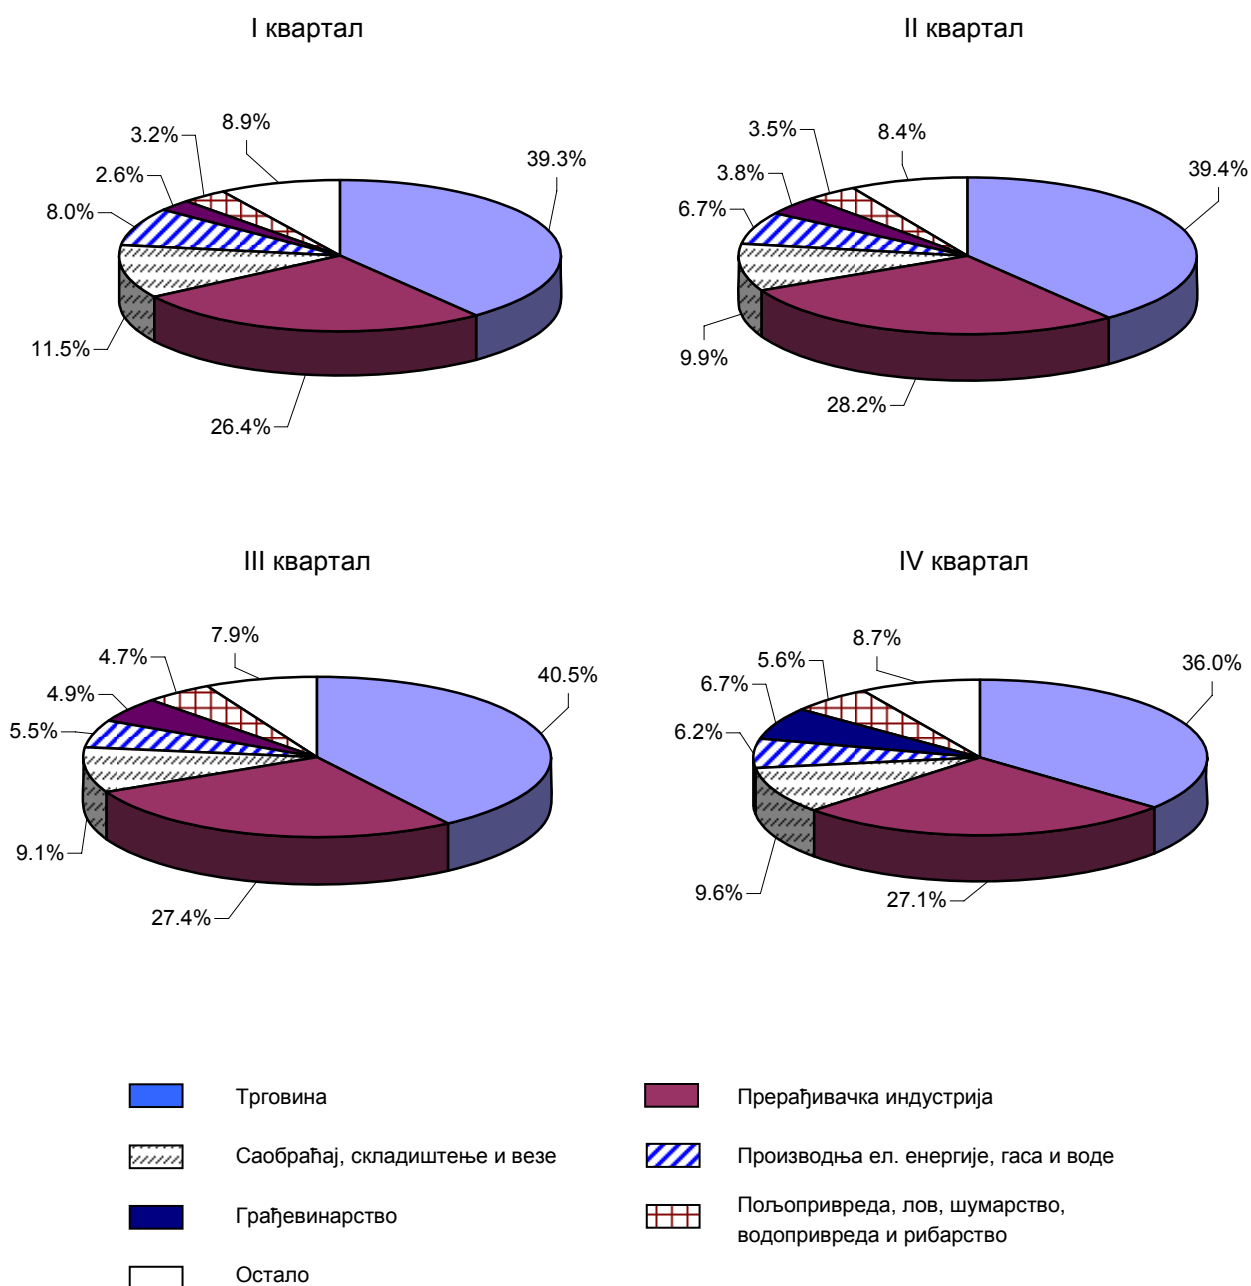 I квартал
II квартал
8.9%
3.2%
39.3%
2.6%
8.0%
11.5%
26.4%
3.5%
8.4%
39.4%
3.8%
6.7%
9.9%
28.2%
III квартал
IV квартал
7.9%
4.7%
40.5%
4.9%
5.5%
9.1%
27.4%
8.7%
5.6%
36.0%
6.7%
6.2%
9.6%
27.1%
Трговина
Прерађивачка индустрија
Саобраћај, складиштење и везе
Производња ел. енергије, гаса и воде
Грађевинарство
Пољопривреда, лов, шумарство,
водопривреда и рибарство
Остало